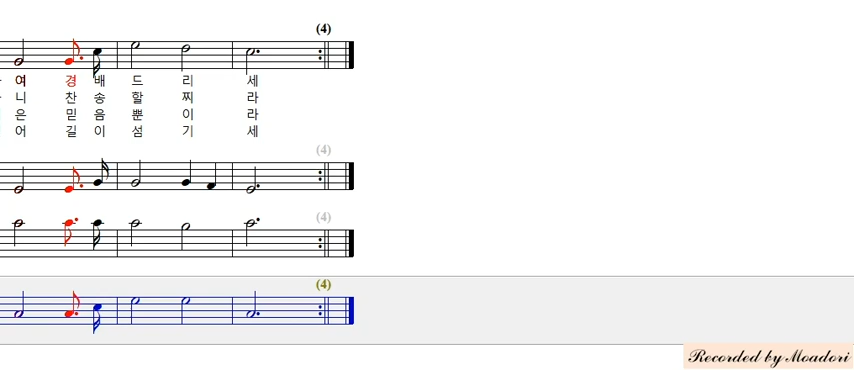 (4)
여 경 배 드 리 세
니 찬 송 할 찌 라
은 믿 음 뿐 이 라
어 길 이 섬 기 세
(4)
(4)
(4)
Recorded by Moadori